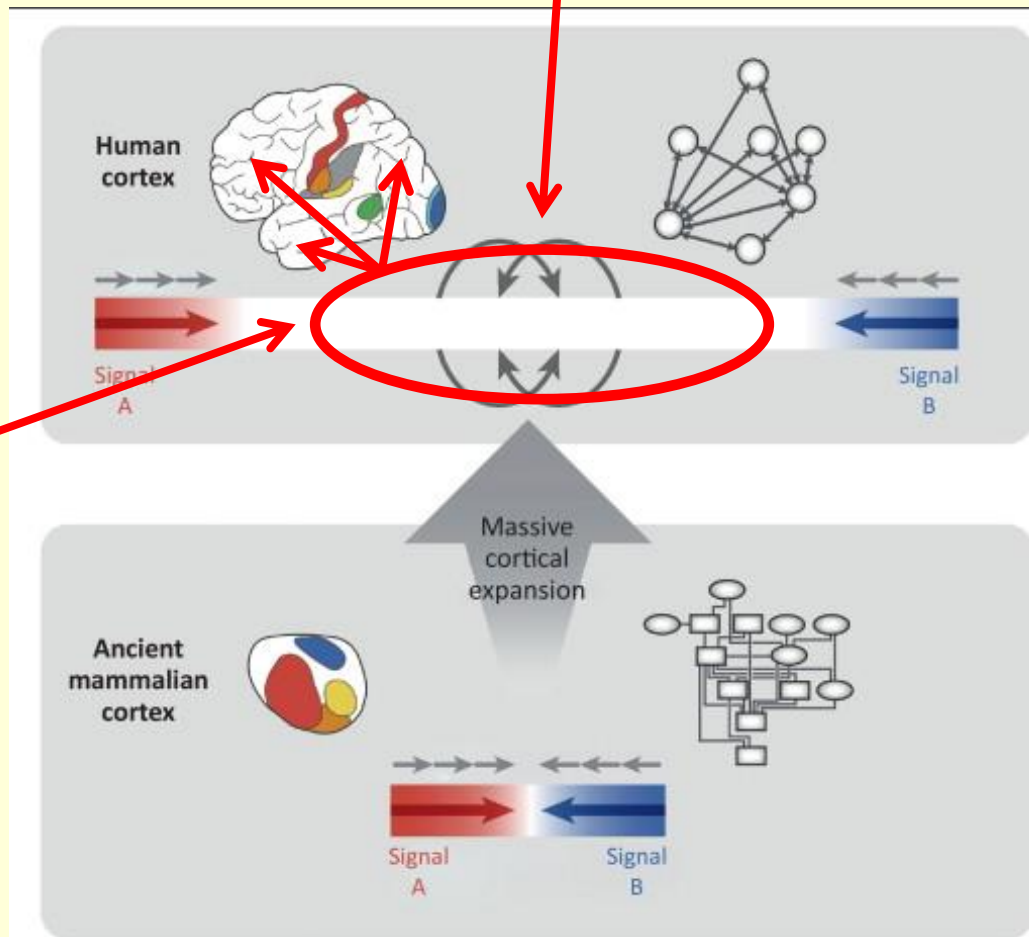 Human
cortex
Signal
A
Signal
B
Massive
cortical
expansion
Ancient
mammalian
cortex
Signal
A
Signal
B